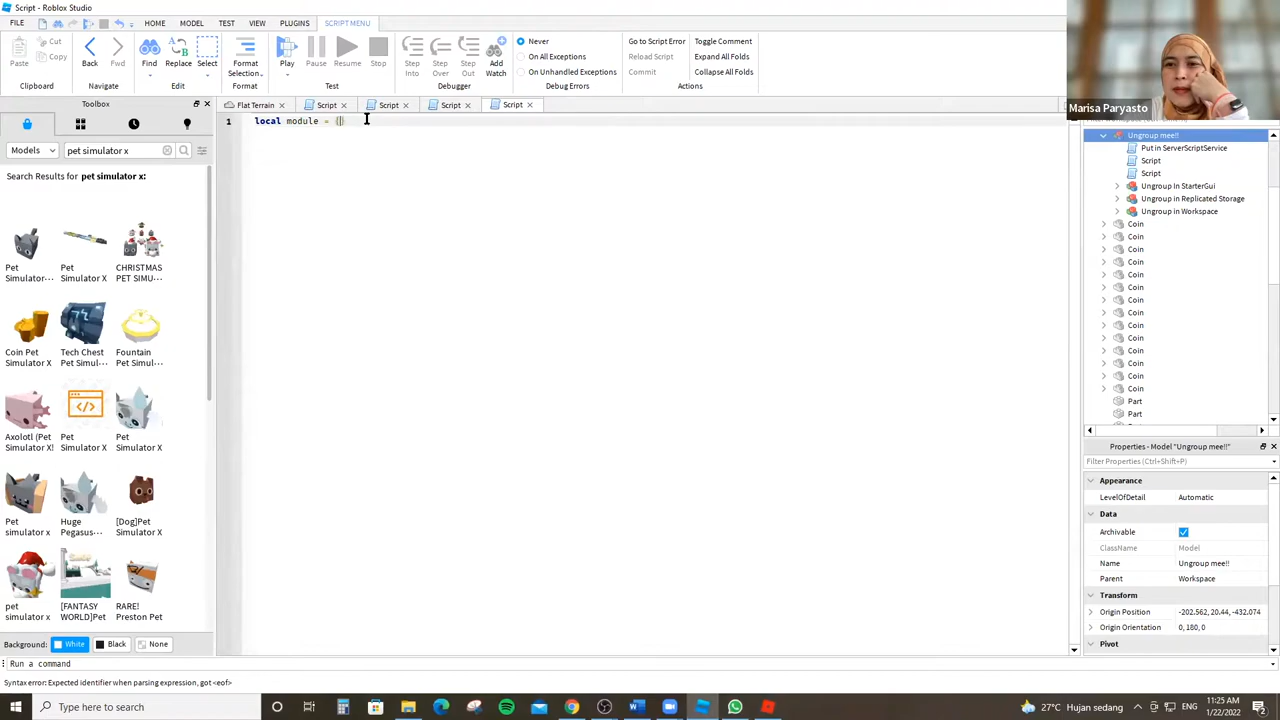 Script - Roblox Studio
FILE HOME MODEL TEST VIEW PLUGINS SCRIPT MENU
Cut
Copy
Paste
Clipboard
Back Fwd
Navigate
Find Replace Select
Edit
Format
Selection
Format
Play Pause Resume Stop
Test
Step
Into
Step
Over
Step
Out
Add
Watch
Debugger
Never
On All Exceptions
On Unhandled Exceptions
Debug Errors
Go to Script Error
Reload Script
Commit
Toggle Comment
Expand All Folds
Collapse All Folds
Actions
Marisa Paryasto
Toolbox
Flat Terrain Script Script Script Script
1 local module = {}
Models pet simulator x
Search Results for pet simulator x:
Pet
Simulator···
Pet
Simulator X
CHRISTMAS
PET SIMU···
Coin Pet
Simulator X
Tech Chest
Pet Simul···
Fountain
Pet Simul···
Axolotl (Pet
Simulator X!
Pet
Simulator X
Pet
Simulator X
Pet
simulator x
Huge
Pegasus···
[Dog]Pet
Simulator X
pet
simulator x
[FANTASY
WORLD]Pet
RARE!
Preston Pet
Background: White Black None
Ungroup mee!!
Put in ServerScriptService
Script
Script
Ungroup In StarterGui
Ungroup in Replicated Storage
Ungroup in Workspace
Coin
Coin
Coin
Coin
Coin
Coin
Coin
Coin
Coin
Coin
Coin
Coin
Coin
Coin
Part
Part
Properties - Model "Ungroup mee!!"
Filter Properties (Ctrl+Shift+P)
Appearance
LevelOfDetail Automatic
Data
Archivable
ClassName Model
Name Ungroup mee!!
Parent Workspace
Transform
Origin Position -202.562, 20.44, -432.074
Origin Orientation 0, 180, 0
Pivot
Run a command
Syntax error: Expected identifier when parsing expression, got <eof>
Type here to search
27°C Hujan sedang
11:25 AM
1/22/2022